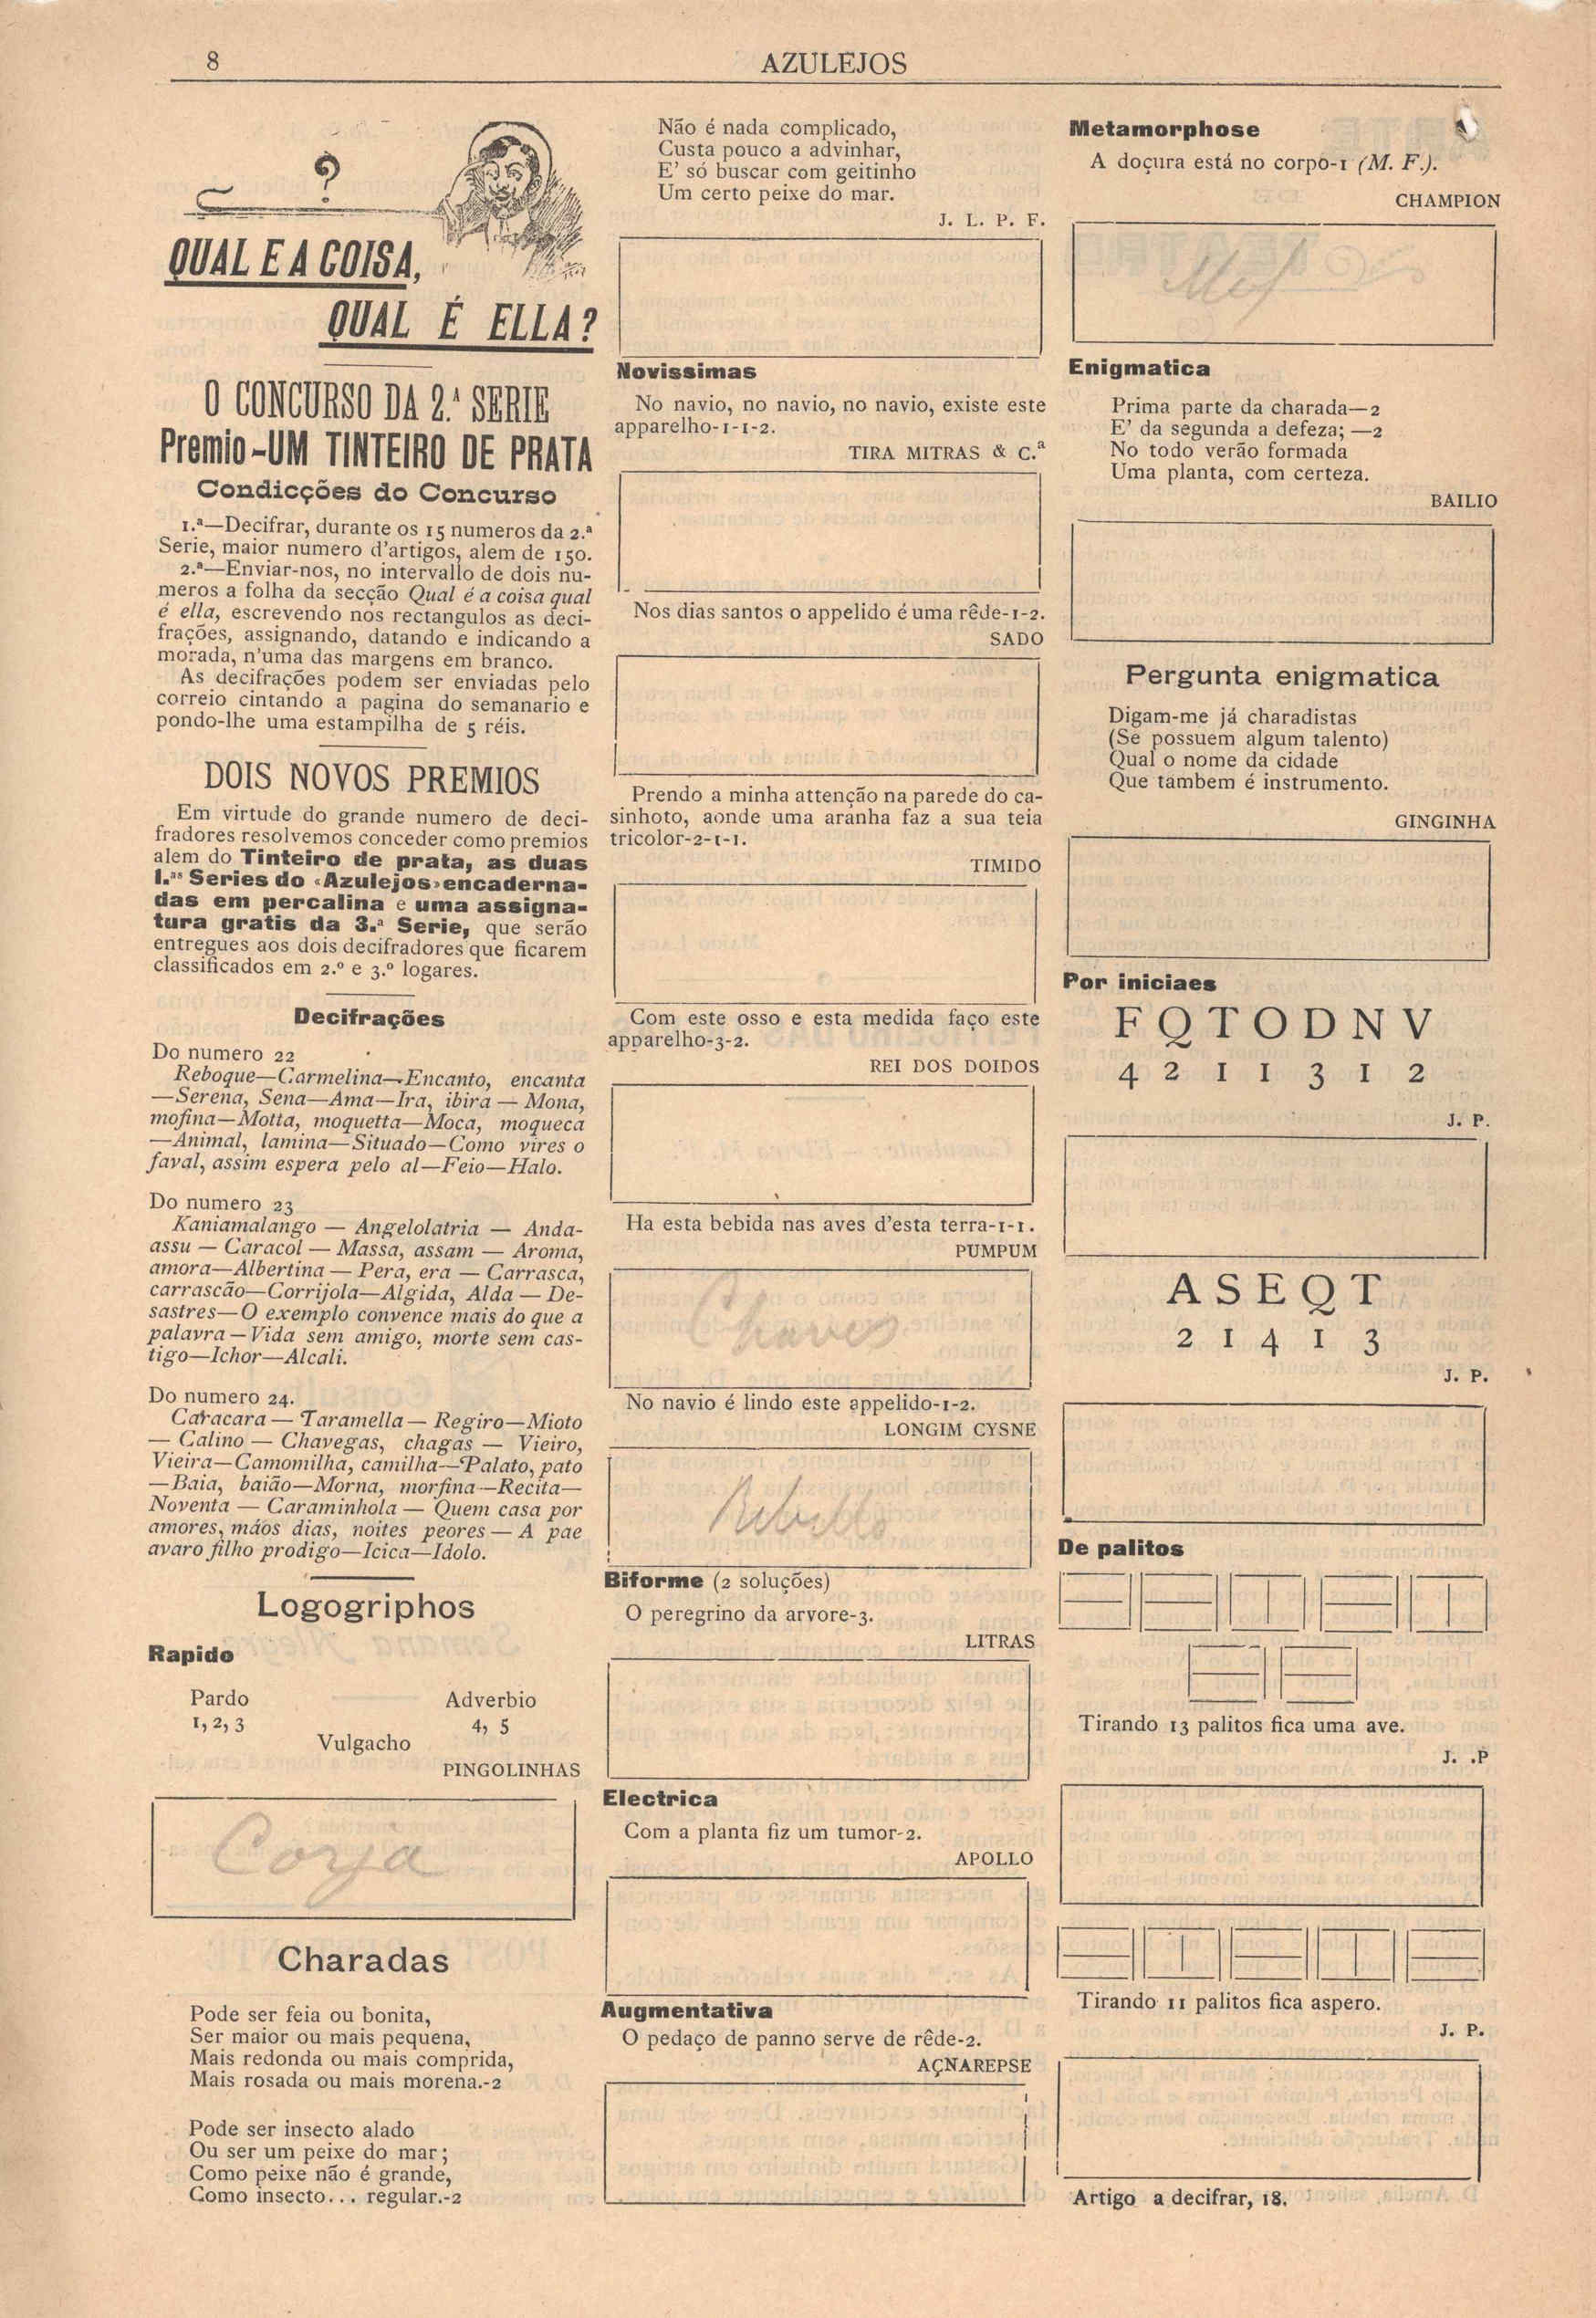 8
AZULEJOS
?
QUAL E A COISA,
QUAL É ELLA?
O CONCURSO DA 2.ª SERIE
Premio-UM TINTEIRO DE PRATA
Condicções do Concurso
1.ª—Decifrar, durante os 15 numeros da 2.ª
Serie, maior numero d'artigos, alem de 150.
2.ª—Enviar-nos, no intervallo de dois nu-
meros a folha da secção Qual é a coisa qual
é ella, escrevendo nos rectangulos as deci-
frações, assignando, datando e indicando a
morada, n'uma das margens em branco.
As decifrações podem ser enviadas pelo
correio cintando a pagina do semanario e
pondo-lhe uma estampilha de 5 réis.
DOIS NOVOS PREMIOS
Em virtude do grande numero de deci-
fradores resolvemos conceder como premios
alem do Tinteiro de prata, as duas
1.as Series do «Azulejos» encaderna-
das em percalina e uma assigna-
tura gratis da 3.ª Serie, que serão
entregues aos dois decifradores que ficarem
classificados em 2.º e 3.º logares.
Decifrações
Do numero 22
Reboque—Carmelina—Encanto, encanta
—Serena, Sena—Ama—Ira, ibira — Mona,
mofina—Motta, moquetta—Moca, moqueca
—Animal, lamina—Situado—Como vires o
faval, assim espera pelo al—Feio—Halo.
Do numero 23
Kaniamalango — Angelolatria — Anda-
assu — Caracol — Massa, assam — Aroma,
amora—Albertina — Pera, era — Carrasca,
carrascão—Corrijola—Algida, Alda — De-
sastres—O exemplo convence mais do que a
palavra—Vida sem amigo, morte sem cas-
tigo—Ichor—Alcali.
Do numero 24.
Caracara — Taramella — Regiro—Mioto
— Calino — Chavegas, chagas — Vieiro,
Vieira—Camomilha, camilha—Palato, pato
—Baia, baião—Morna, morfina—Recita—
Noventa — Caraminhola — Quem casa por
amores, máos dias, noites peores — A pae
avaro filho prodigo—Icica—Idolo.
Logogriphos
Rapido
Pardo Adverbio
1, 2, 3 4, 5
Vulgacho
PINGOLINHAS
Corja
Charadas
Pode ser feia ou bonita,
Ser maior ou mais pequena,
Mais redonda ou mais comprida,
Mais rosada ou mais morena.-2
Pode ser insecto alado
Ou ser um peixe do mar;
Como peixe não é grande,
Como insecto... regular.-2
Não é nada complicado,
Custa pouco a advinhar,
E' só buscar com geitinho
Um certo peixe do mar.
J. L. P. F.
Novissimas
No navio, no navio, no navio, existe este
apparelho-1-1-2.
TIRA MITRAS & C.ª
Nos dias santos o appelido é uma rêde-1-2.
SADO
Prendo a minha attenção na parede do ca-
sinhoto, aonde uma aranha faz a sua teia
tricolor-2-1-1.
TIMIDO
Com este osso e esta medida faço este
apparelho-3-2.
REI DOS DOIDOS
Ha esta bebida nas aves d'esta terra-1-1.
PUMPUM
Chaves
No navio é lindo este appelido-1-2.
LONGIM CYSNE
Rebello
Biforme (2 soluções)
O peregrino da arvore-3.
LITRAS
Electrica
Com a planta fiz um tumor-2.
APOLLO
Augmentativa
O pedaço de panno serve de rêde-2.
AÇNAREPSE
Metamorphose
A doçura está no corpo-1 (M. F.).
CHAMPION
Mel
Enigmatica
Prima parte da charada—2
E' da segunda a defeza; —2
No todo verão formada
Uma planta, com certeza.
BAILIO
Pergunta enigmatica
Digam-me já charadistas
(Se possuem algum talento)
Qual o nome da cidade
Que tambem é instrumento.
GINGINHA
Por iniciaes
F Q T O D N V
4 2 1 1 3 1 2
J. P.
A S E Q T
2 1 4 1 3
J. P.
De palitos
Tirando 13 palitos fica uma ave.
J. .P
Tirando 11 palitos fica aspero.
J. P.
Artigo a decifrar, 18.